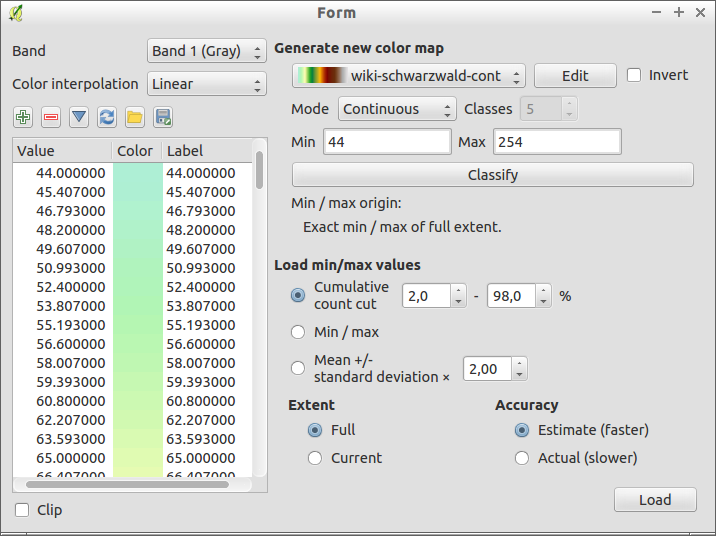 Form
Band
Band 1 (Gray)
Color interpolation
Linear
Value Color Label
44.000000 44.000000
45.407000 45.407000
46.793000 46.793000
48.200000 48.200000
49.607000 49.607000
50.993000 50.993000
52.400000 52.400000
53.807000 53.807000
55.193000 55.193000
56.600000 56.600000
58.007000 58.007000
59.393000 59.393000
60.800000 60.800000
62.207000 62.207000
63.593000 63.593000
65.000000 65.000000
66.407000 66.407000
Clip
Generate new color map
wiki-schwarzwald-cont
Edit
Invert
Mode Continuous Classes 5
Min 44 Max 254
Classify
Min / max origin:
Exact min / max of full extent.
Load min/max values
Cumulative
count cut
2,0 - 98,0 %
Min / max
Mean +/-
standard deviation ×
2,00
Extent
Full
Current
Accuracy
Estimate (faster)
Actual (slower)
Load